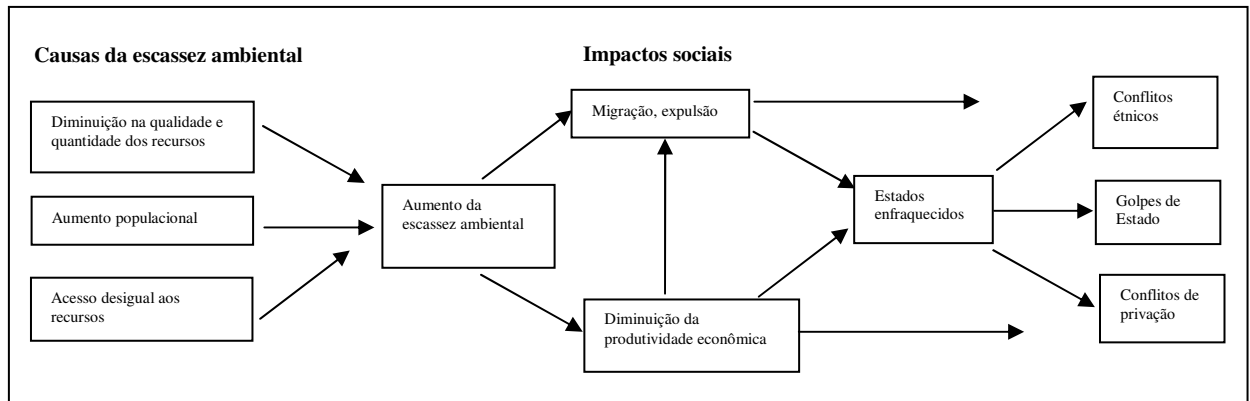 Causas da escassez ambiental
Impactos sociais
Diminuição na qualidade e
quantidade dos recursos
Aumento populacional
Acesso desigual aos
recursos
Aumento da
escassez ambiental
Migração, expulsão
Diminuição da
produtividade econômica
Estados
enfraquecidos
Conflitos
étnicos
Golpes de
Estado
Conflitos de
privação